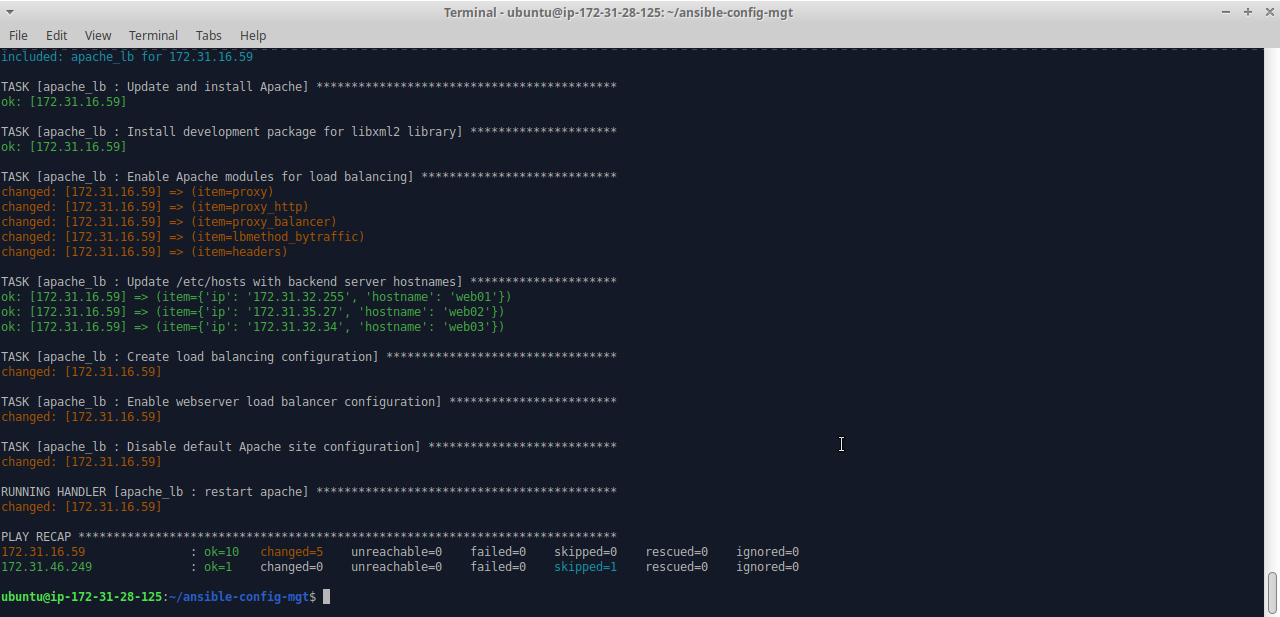 Terminal - ubuntu@ip-172-31-28-125: ~/ansible-config-mgt
File Edit View Terminal Tabs Help
included: apache_lb for 172.31.16.59
TASK [apache_lb : Update and install Apache] *******************************************
ok: [172.31.16.59]
TASK [apache_lb : Install development package for libxml2 library] *********************
ok: [172.31.16.59]
TASK [apache_lb : Enable Apache modules for load balancing] ****************************
changed: [172.31.16.59] => (item=proxy)
changed: [172.31.16.59] => (item=proxy_http)
changed: [172.31.16.59] => (item=proxy_balancer)
changed: [172.31.16.59] => (item=lbmethod_bytraffic)
changed: [172.31.16.59] => (item=headers)
TASK [apache_lb : Update /etc/hosts with backend server hostnames] *********************
ok: [172.31.16.59] => (item={'ip': '172.31.32.255', 'hostname': 'web01'})
ok: [172.31.16.59] => (item={'ip': '172.31.35.27', 'hostname': 'web02'})
ok: [172.31.16.59] => (item={'ip': '172.31.32.34', 'hostname': 'web03'})
TASK [apache_lb : Create load balancing configuration] *********************************
changed: [172.31.16.59]
TASK [apache_lb : Enable webserver load balancer configuration] ************************
changed: [172.31.16.59]
TASK [apache_lb : Disable default Apache site configuration] ***************************
changed: [172.31.16.59]
RUNNING HANDLER [apache_lb : restart apache] *******************************************
changed: [172.31.16.59]
PLAY RECAP *****************************************************************************
172.31.16.59               : ok=10   changed=5    unreachable=0    failed=0    skipped=0    rescued=0    ignored=0
172.31.46.249              : ok=1    changed=0    unreachable=0    failed=0    skipped=1    rescued=0    ignored=0
ubuntu@ip-172-31-28-125:~/ansible-config-mgt$